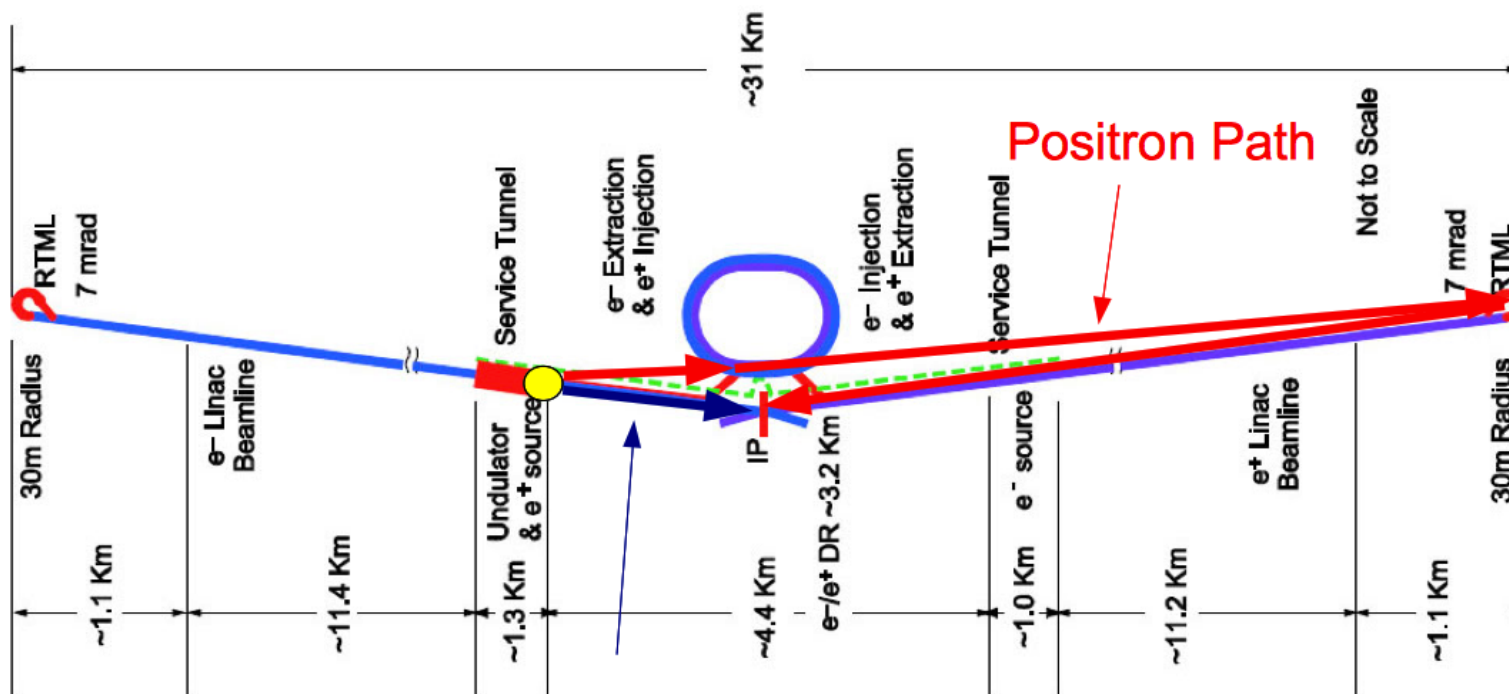 ~31 Km
Positron Path
RTML
7 mrad
Service Tunnel
e– Extraction
& e+ Injection
e– Injection
& e+ Extraction
Service Tunnel
Not to Scale
7 mrad
RTML
30m Radius
e– LInac
Beamline
Undulator
& e+ source
IP
e–/e+ DR ~3.2 Km
e- source
e+ Linac
Beamline
30m Radius
~1.1 Km
~11.4 Km
~1.3 Km
~4.4 Km
~1.0 Km
~11.2 Km
~1.1 Km